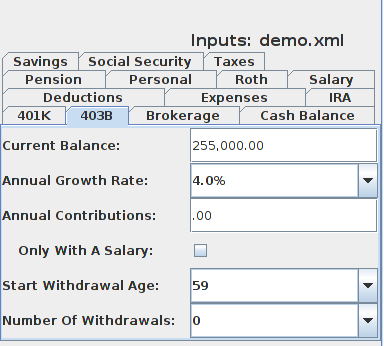 Inputs: demo.xml
Savings Social Security Taxes
Pension Personal Roth Salary
Deductions Expenses IRA
401K 403B Brokerage Cash Balance
Current Balance: 255,000.00
Annual Growth Rate: 4.0%
Annual Contributions: .00
Only With A Salary:
Start Withdrawal Age: 59
Number Of Withdrawals: 0